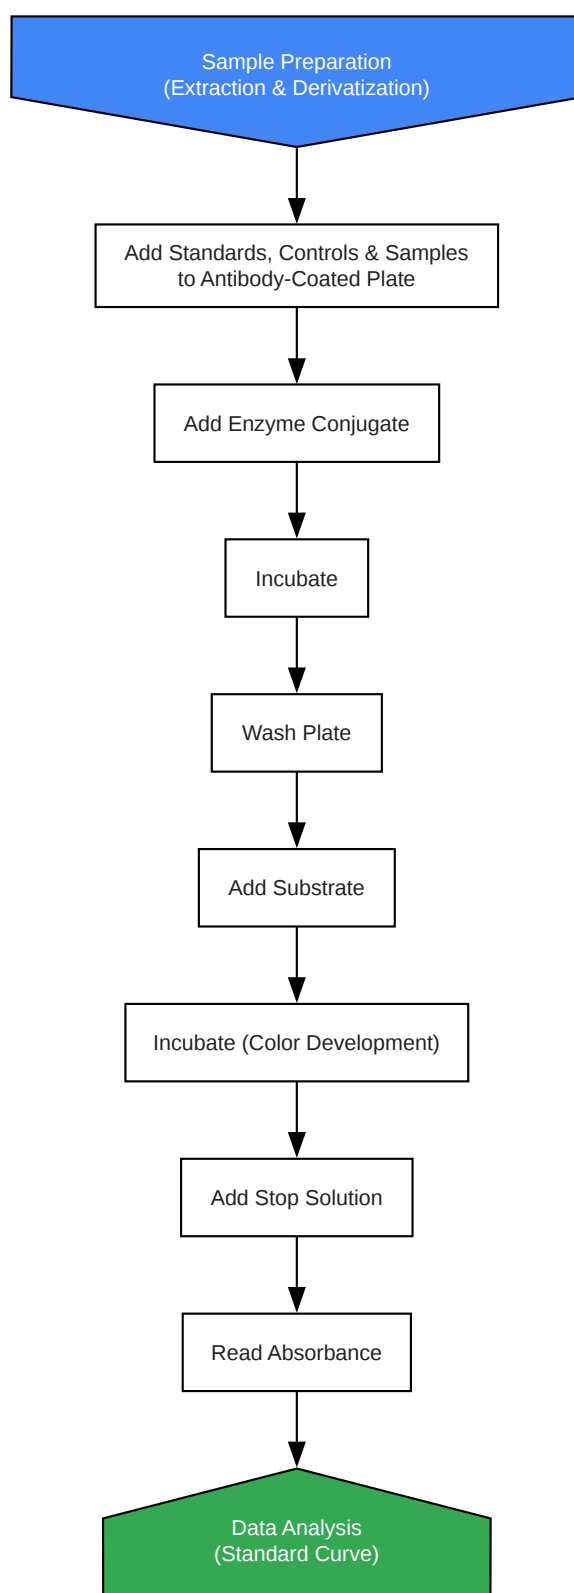 Sample Preparation
(Extraction & Derivatization)
Add Standards, Controls & Samples
to Antibody-Coated Plate
Add Enzyme Conjugate
Incubate
Wash Plate
Add Substrate
Incubate (Color Development)
Add Stop Solution
Read Absorbance
Data Analysis
(Standard Curve)